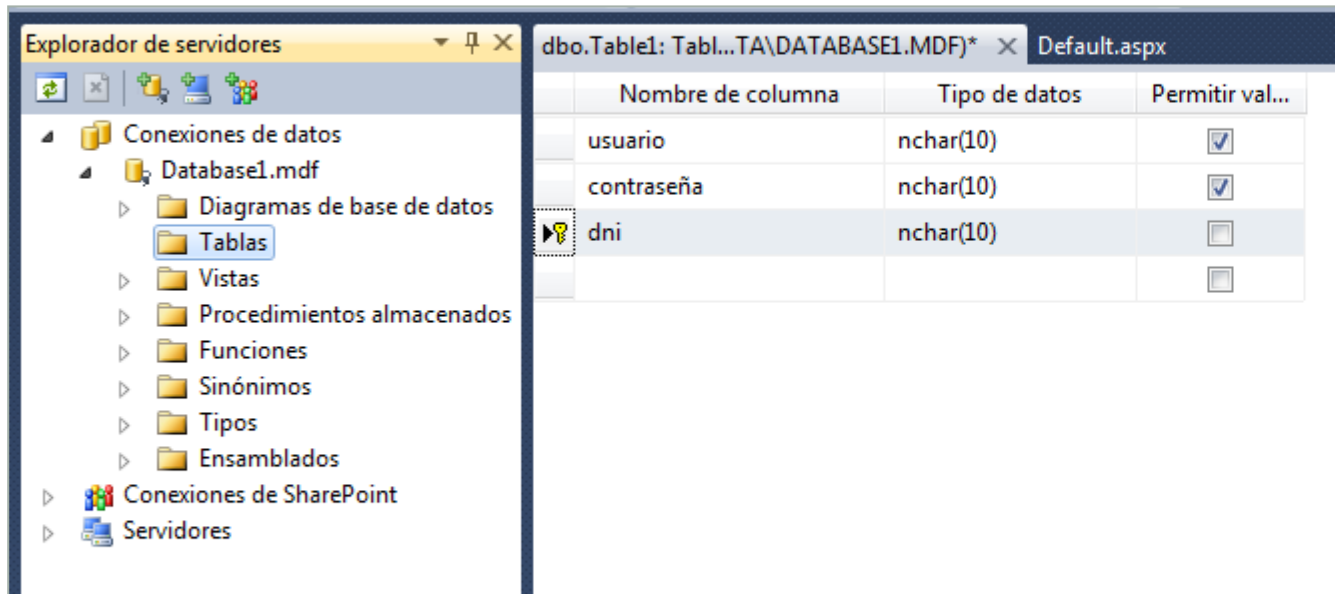 Explorador de servidores
Conexiones de datos
Database1.mdf
Diagramas de base de datos
Tablas
Vistas
Procedimientos almacenados
Funciones
Sinónimos
Tipos
Ensamblados
Conexiones de SharePoint
Servidores
dbo.Table1: Tabl...TA\DATABASE1.MDF)* Default.aspx
Nombre de columna Tipo de datos Permitir val...
usuario nchar(10)
contraseña nchar(10)
dni nchar(10)